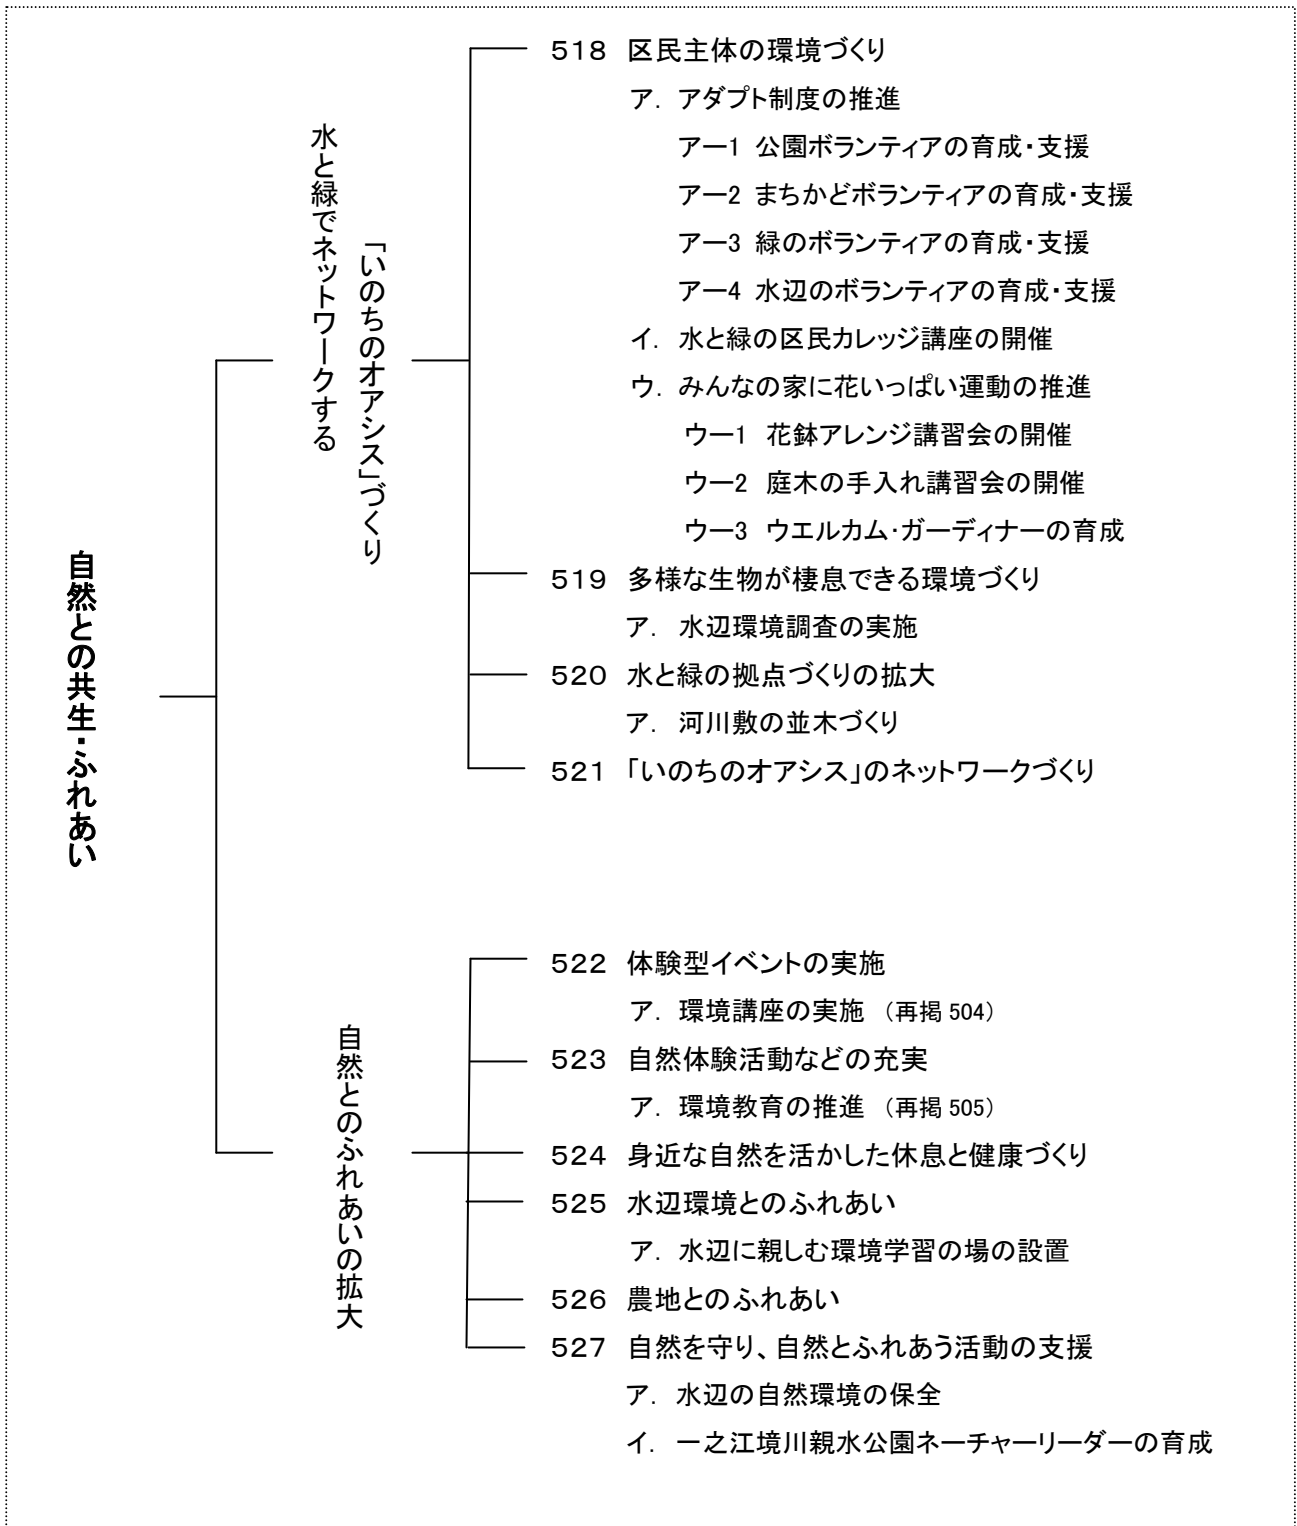 自然との共生・ふれあい
水と緑でネットワークする
「いのちのオアシス」づくり
518 区民主体の環境づくり
ア. アダプト制度の推進
アー1 公園ボランティアの育成・支援
アー2 まちかどボランティアの育成・支援
アー3 緑のボランティアの育成・支援
アー4 水辺のボランティアの育成・支援
イ. 水と緑の区民カレッジ講座の開催
ウ. みんなの家に花いっぱい運動の推進
ウー1 花鉢アレンジ講習会の開催
ウー2 庭木の手入れ講習会の開催
ウー3 ウエルカム・ガーディナーの育成
519 多様な生物が棲息できる環境づくり
ア. 水辺環境調査の実施
520 水と緑の拠点づくりの拡大
ア. 河川敷の並木づくり
521 「いのちのオアシス」のネットワークづくり
自然とのふれあいの拡大
522 体験型イベントの実施
ア. 環境講座の実施 （再掲 504）
523 自然体験活動などの充実
ア. 環境教育の推進 （再掲 505）
524 身近な自然を活かした休息と健康づくり
525 水辺環境とのふれあい
ア. 水辺に親しむ環境学習の場の設置
526 農地とのふれあい
527 自然を守り、自然とふれあう活動の支援
ア. 水辺の自然環境の保全
イ. 一之江境川親水公園ネーチャーリーダーの育成